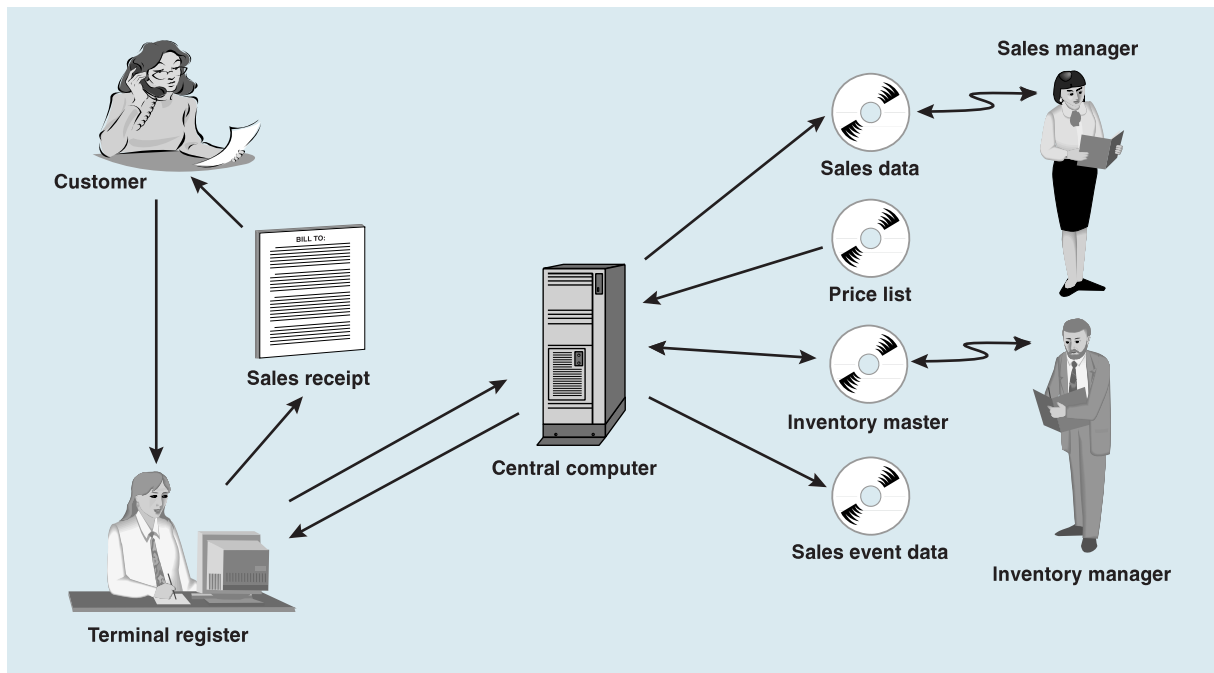 Sales manager
Customer
Sales data
BILL TO:
Price list
Sales receipt
Inventory master
Central computer
Sales event data
Inventory manager
Terminal register